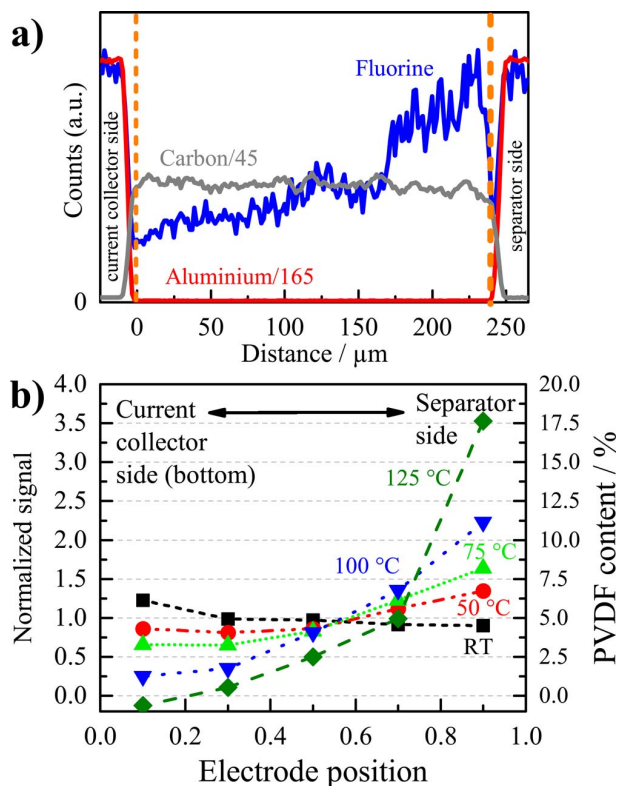 a)
Counts (a.u.)
0
current collector side
Fluorine
Carbon/45
Aluminium/165
separator side
0 50 100 150 200 250
Distance / µm
b)
Normalized signal
4.0
3.5
3.0
2.5
2.0
1.5
1.0
0.5
0.0
Current
collector
side (bottom)
Separator
side
125 °C
100 °C
75 °C
50 °C
RT
20.0
17.5
15.0
12.5
10.0
7.5
5.0
2.5
0.0
PVDF content / %
0.0 0.2 0.4 0.6 0.8 1.0
Electrode position